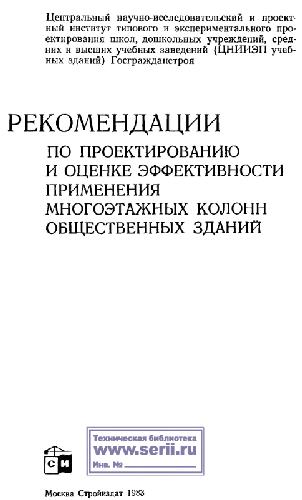 Центральный научно-исследовательский и проект-
ный институт типового и экспериментального про-
ектирования школ, дошкольных учреждений, сред-
них и высших учебных заведений (ЦНИИЭП учеб-
ных зданий) Госгражданстроя
РЕКОМЕНДАЦИИ
ПО ПРОЕКТИРОВАНИЮ
И ОЦЕНКЕ ЭФФЕКТИВНОСТИ
ПРИМЕНЕНИЯ
МНОГОЭТАЖНЫХ КОЛОНН
ОБЩЕСТВЕННЫХ ЗДАНИЙ
Техническая библиотека
www.serii.ru
Инв. №
С И
Москва Стройиздат 1983